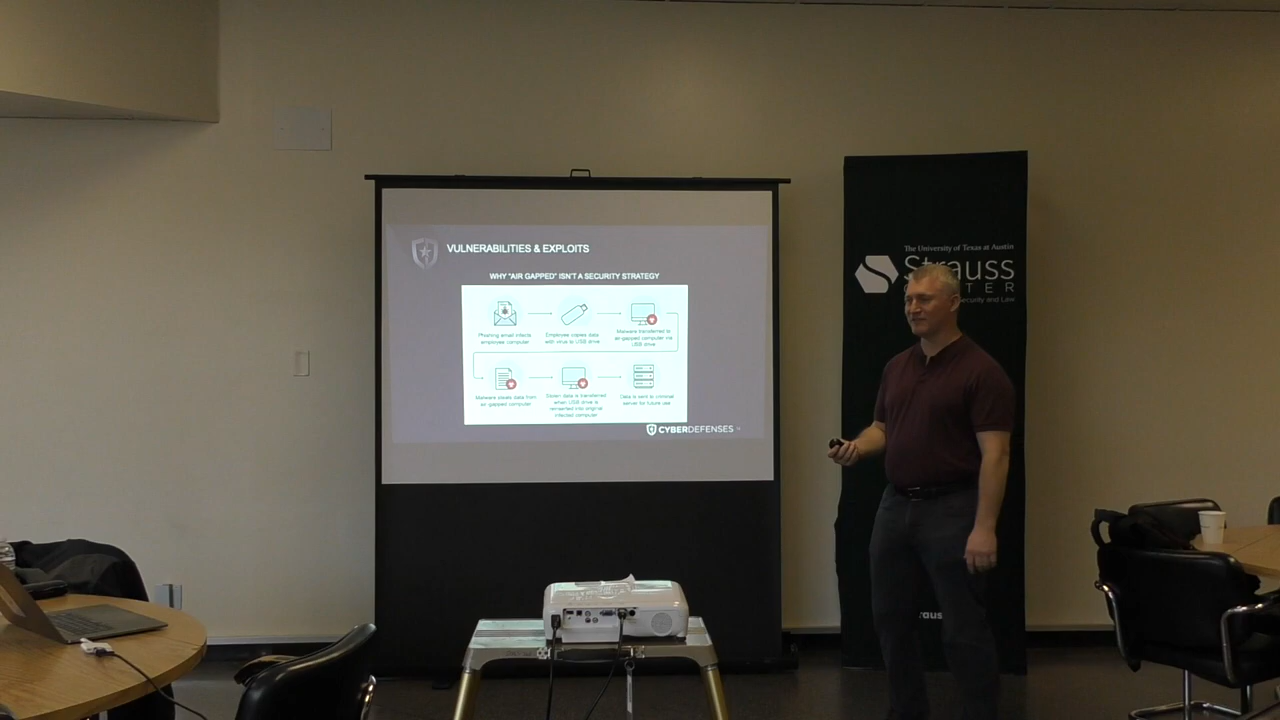 VULNERABILITIES & EXPLOITS
WHY "AIR GAPPED" ISN'T A SECURITY STRATEGY
Phishing email infects
employee computer
Employee copies data
with virus to USB drive
Malware transferred to
air-gapped computer via
USB drive
Malware steals data from
air gapped computer
Stolen data is transferred
when USB drive is
reinserted into original
infected computer
Data is sent to criminal
server for future use
CYBERDEFENSES
The University of Texas at Austin
Strauss
TER
ecurity and Law
raus